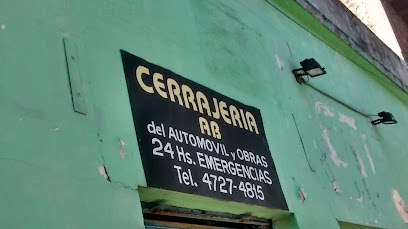 CERRAJERIA
AB
del AUTOMOVIL y OBRAS
24 Hs. EMERGENCIAS
Tel. 4727-4815